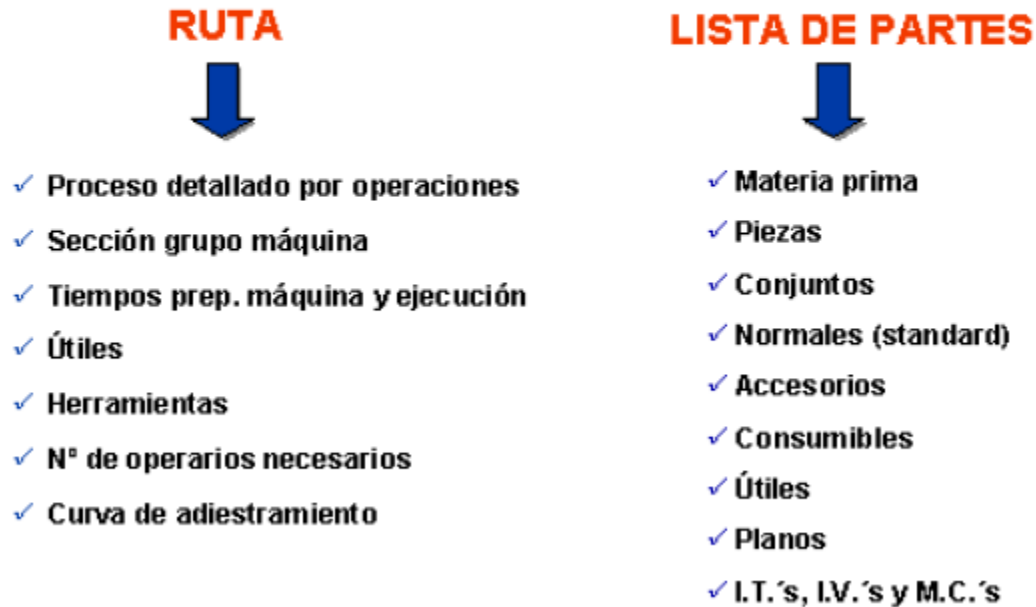 RUTA
Proceso detallado por operaciones
Sección grupo máquina
Tiempos prep. máquina y ejecución
Útiles
Herramientas
Nº de operarios necesarios
Curva de adiestramiento
LISTA DE PARTES
Materia prima
Piezas
Conjuntos
Normales (standard)
Accesorios
Consumibles
Útiles
Planos
I.T.´s, I.V.´s y M.C.´s